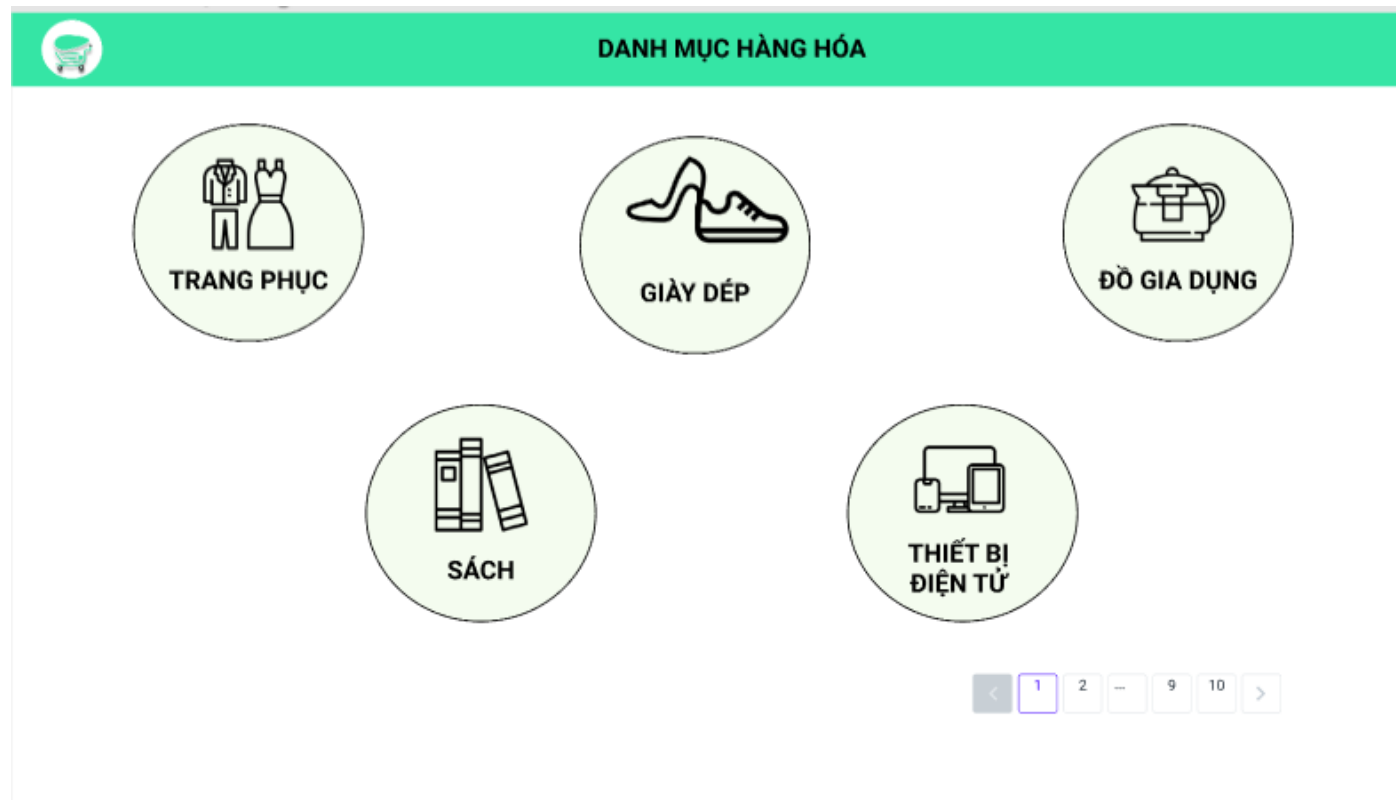 DANH MỤC HÀNG HÓA
TRANG PHỤC
GIÀY DÉP
ĐỒ GIA DỤNG
SÁCH
THIẾT BỊ
ĐIỆN TỬ
1 2 ... 9 10